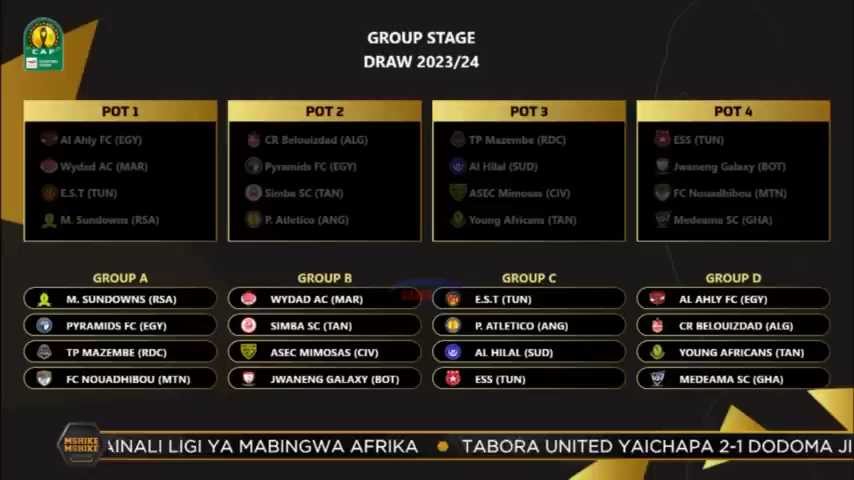 CAF
GROUP STAGE
DRAW 2023/24
POT 1
Al Ahly FC (EGY)
Wydad AC (MAR)
E.S.T (TUN)
M. Sundowns (RSA)
POT 2
CR Belouizdad (ALG)
Pyramids FC (EGY)
Simba SC (TAN)
P. Atletico (ANG)
POT 3
TP Mazembe (RDC)
Al Hilal (SUD)
ASEC Mimosas (CIV)
Young Africans (TAN)
POT 4
ESS (TUN)
Jwaneng Galaxy (BOT)
FC Nouadhibou (MTN)
Medeama SC (GHA)
GROUP A
M. SUNDOWNS (RSA)
PYRAMIDS FC (EGY)
TP MAZEMBE (RDC)
FC NOUADHIBOU (MTN)
GROUP B
WYDAD AC (MAR)
SIMBA SC (TAN)
ASEC MIMOSAS (CIV)
JWANENG GALAXY (BOT)
GROUP C
E.S.T (TUN)
P. ATLETICO (ANG)
AL HILAL (SUD)
ESS (TUN)
GROUP D
AL AHLY FC (EGY)
CR BELOUIZDAD (ALG)
YOUNG AFRICANS (TAN)
MEDEAMA SC (GHA)
MSHIKE
MSHIKE
AINALI LIGI YA MABINGWA AFRIKA TABORA UNITED YAICHAPA 2-1 DODOMA JI